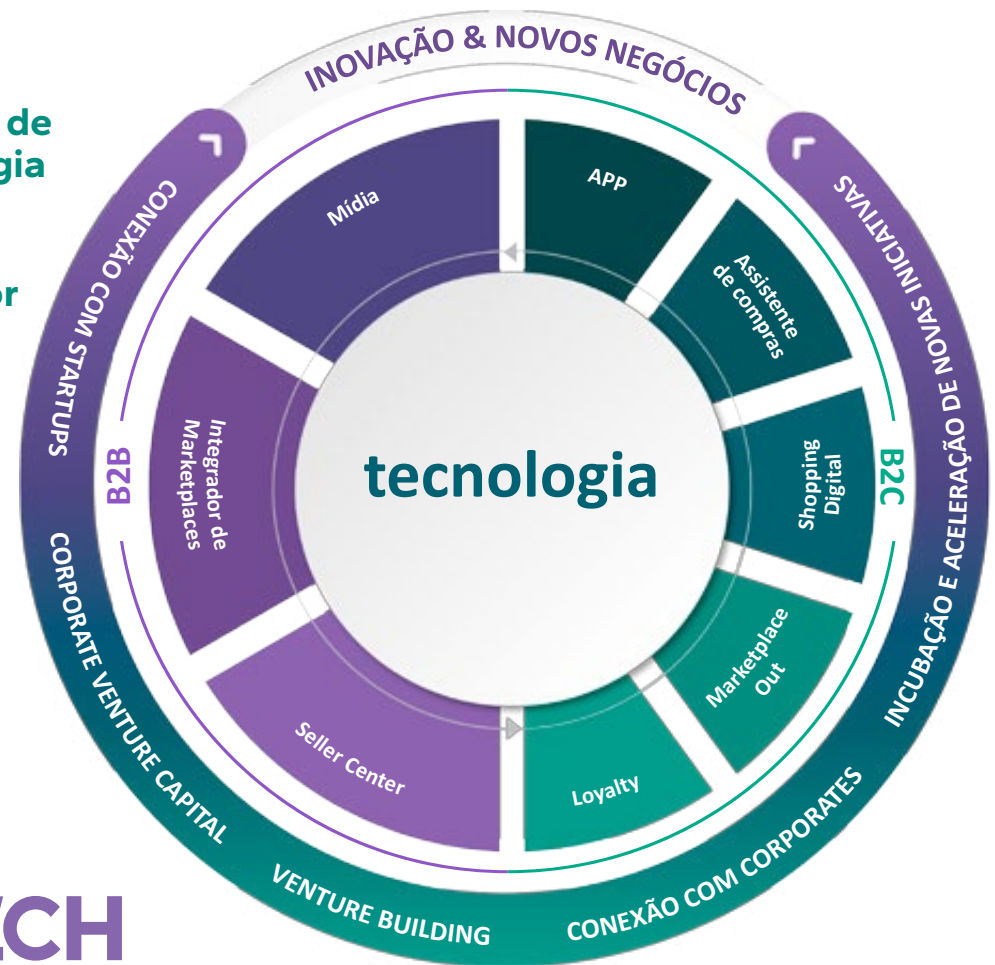 INOVAÇÃO & NOVOS NEGÓCIOS
de
gia
or
CONEXÃO COM STARTUPS
INCUBAÇÃO E ACELERAÇÃO DE NOVAS INICIATIVAS
Mídia
APP
Assistente
de compras
B2B
Integrador de
Marketplaces
tecnologia
Shopping
Digital
B2C
Marketplace
Out
Seller Center
Loyalty
CORPORATE VENTURE CAPITAL
VENTURE BUILDING
CONEXÃO COM CORPORATES